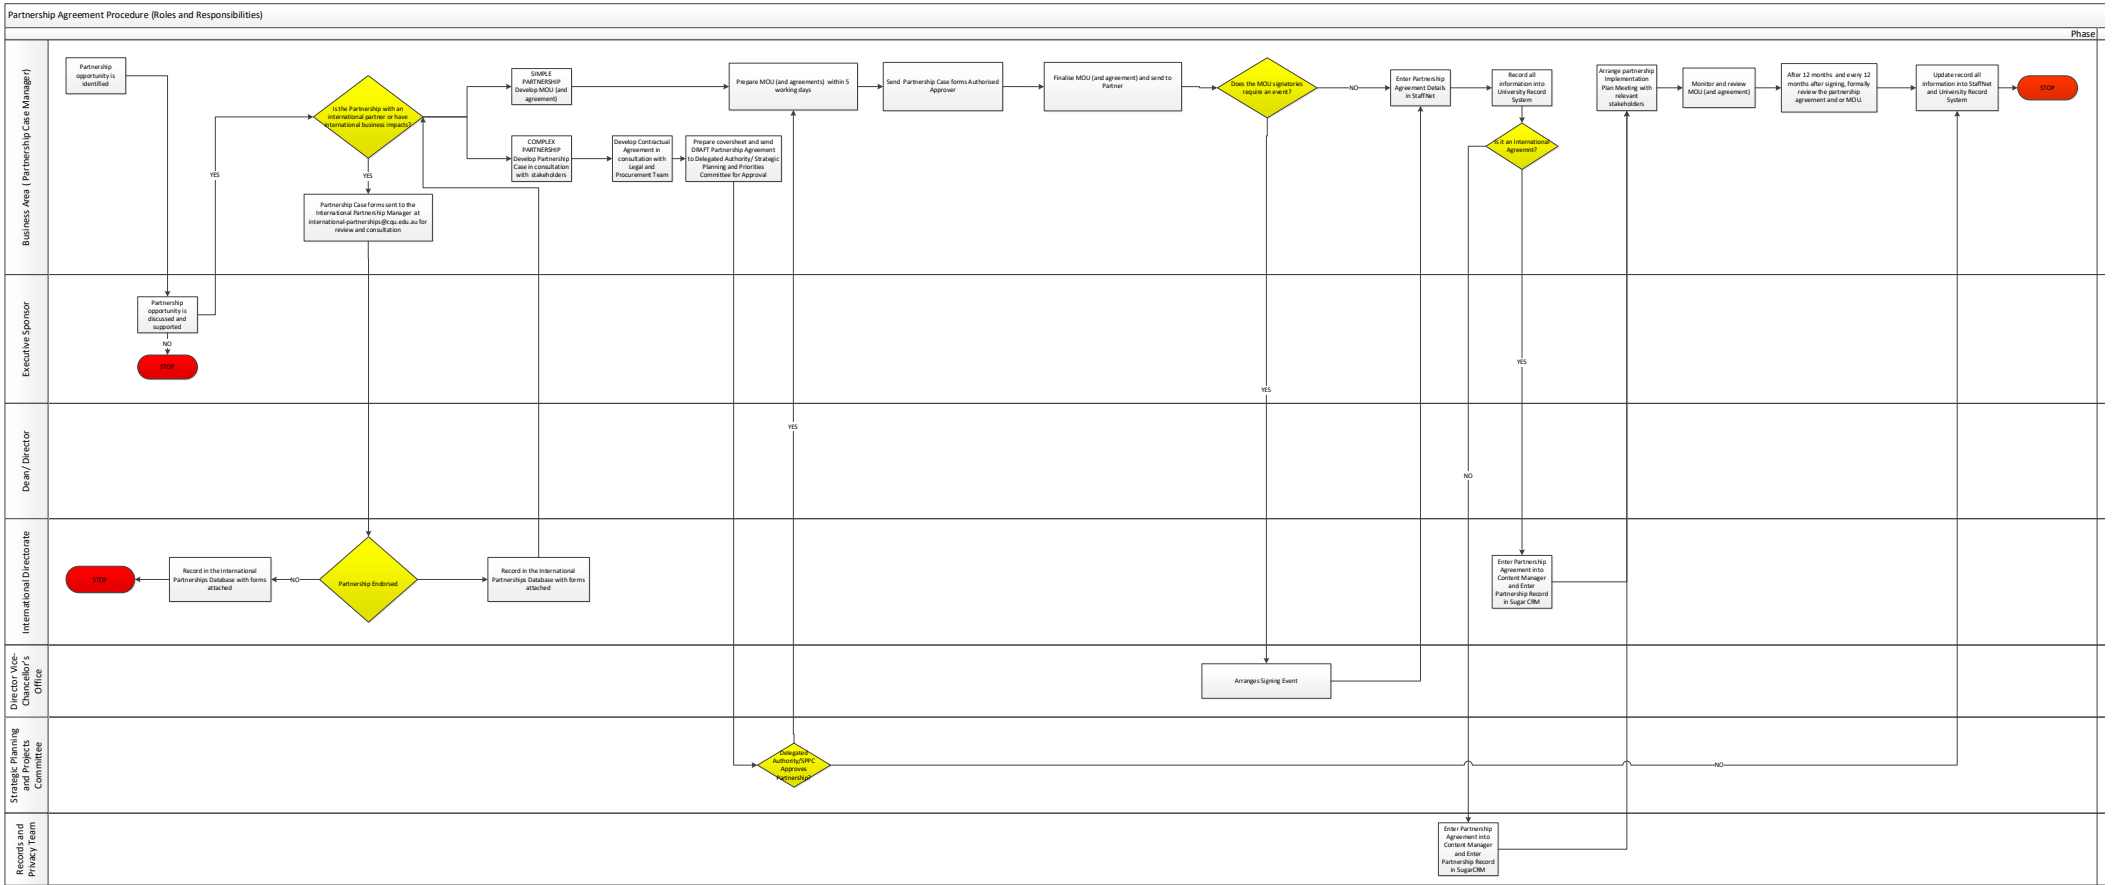 Partnership Agreement Procedure (Roles and Responsibilities)
Phase
Business Area ( Partnership Case Manager)
Partnership
opportunity is
identified
YES
Is the Partnership with an
international partner or have
international business impacts?
YES
Partnership Case forms sent to the
International Partnership Manager at
international-partnerships@cqu.edu.au for
review and consultation
SIMPLE
PARTNERSHIP
Develop MOU (and
agreement)
COMPLEX
PARTNERSHIP
Develop Partnership
Case in consultation
with stakeholders
Develop Contractual
Agreement in
consultation with
Legal and
Procurement Team
Prepare coversheet and send
DRAFT Partnership Agreement
to Delegated Authority/ Strategic
Planning and Priorities
Committee for Approval
Prepare MOU (and agreements) within 5
working days
Send Partnership Case forms Authorised
Approver
Finalise MOU (and agreement) and send to
Partner
Does the MOU signatories
require an event?
NO
Enter Partnership
Agreement Details
in StaffNet
Record all
information into
University Record
System
Is it an International
Agreemnt?
Arrange partnership
Implementation
Plan Meeting with
relevant
stakeholders
Monitor and review
MOU (and agreement)
After 12 months and every 12
months after signing, formally
review the partnership
agreement and or MOU.
Update record all
information into StaffNet
and University Record
System
STOP
Executive Sponsor
Partnership
opportunity is
discussed and
supported
NO
STOP
YES
YES
Dean/ Director
YES
NO
International Directorate
STOP
Record in the International
Partnerships Database with forms
attached
NO
Partnership Endorsed
Record in the International
Partnerships Database with forms
attached
Enter Partnership
Agreement into
Content Manager
and Enter
Partnership Record
in Sugar CRM
Director Vice-
Chancellor's
Office
Arranges Signing Event
Strategic Planning
and Projects
Committee
Delegated
Authority/SPPC
Approves
Partnership?
NO
Records and
Privacy Team
Enter Partnership
Agreement into
Content Manager
and Enter
Partnership Record
in SugarCRM